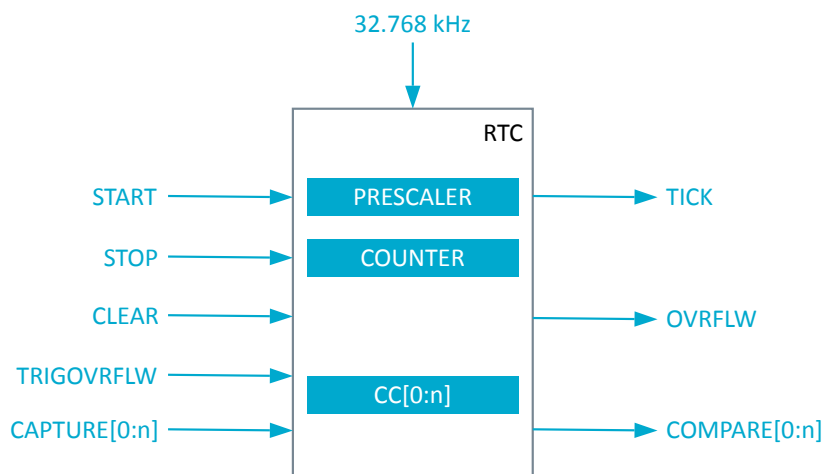 32.768 kHz
RTC
START
PRESCALER
TICK
STOP
COUNTER
CLEAR
OVRFLW
TRIGOVRFLW
CC[0:n]
CAPTURE[0:n]
COMPARE[0:n]